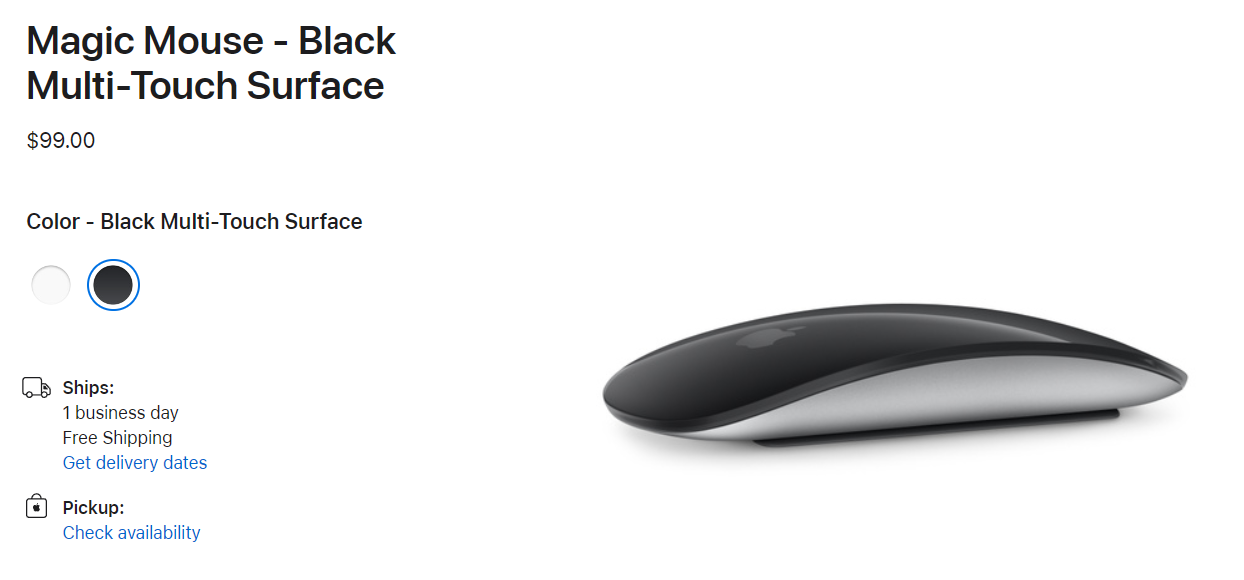 Magic Mouse - Black
Multi-Touch Surface
$99.00
Color - Black Multi-Touch Surface
Ships:
1 business day
Free Shipping
Get delivery dates
Pickup:
Check availability